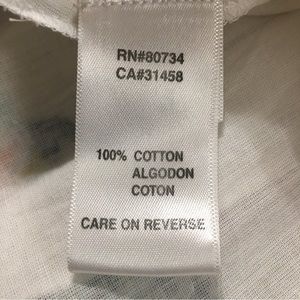 RN#80734
CA#31458
100% COTTON
ALGODON
COTON
CARE ON REVERSE